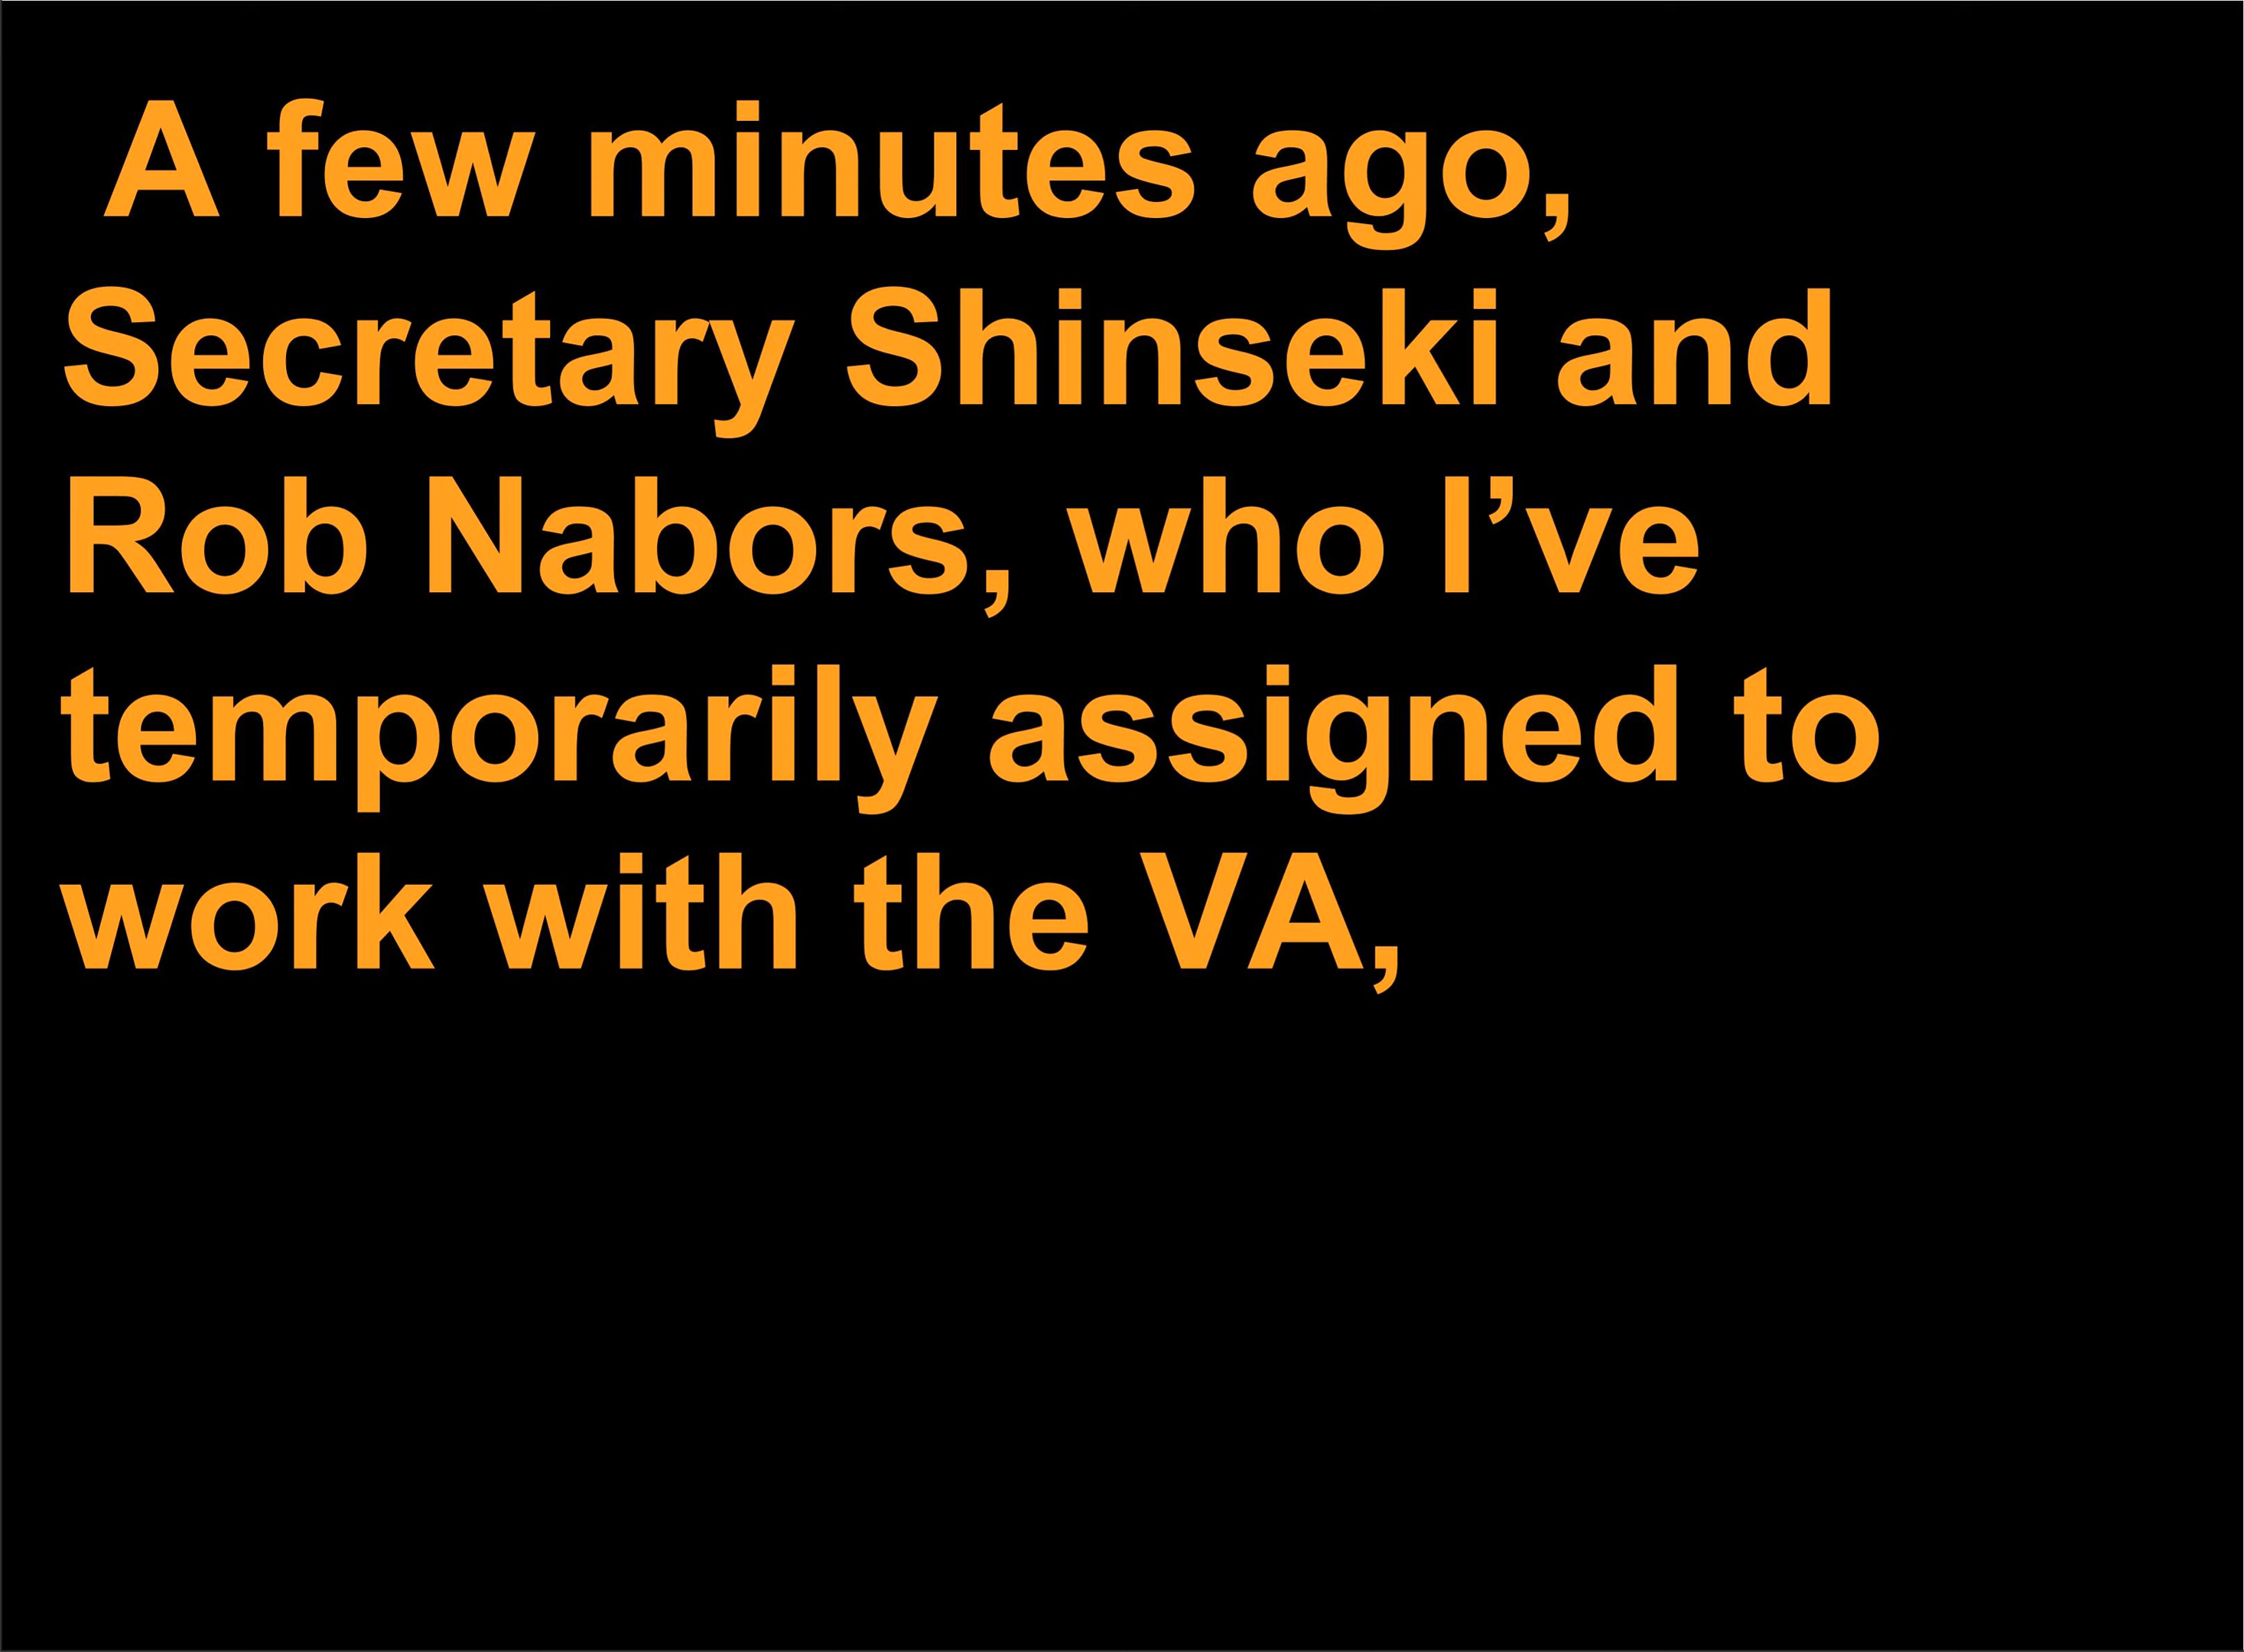 A few minutes ago,
Secretary Shinseki and
Rob Nabors, who I’ve
temporarily assigned to
work with the VA,